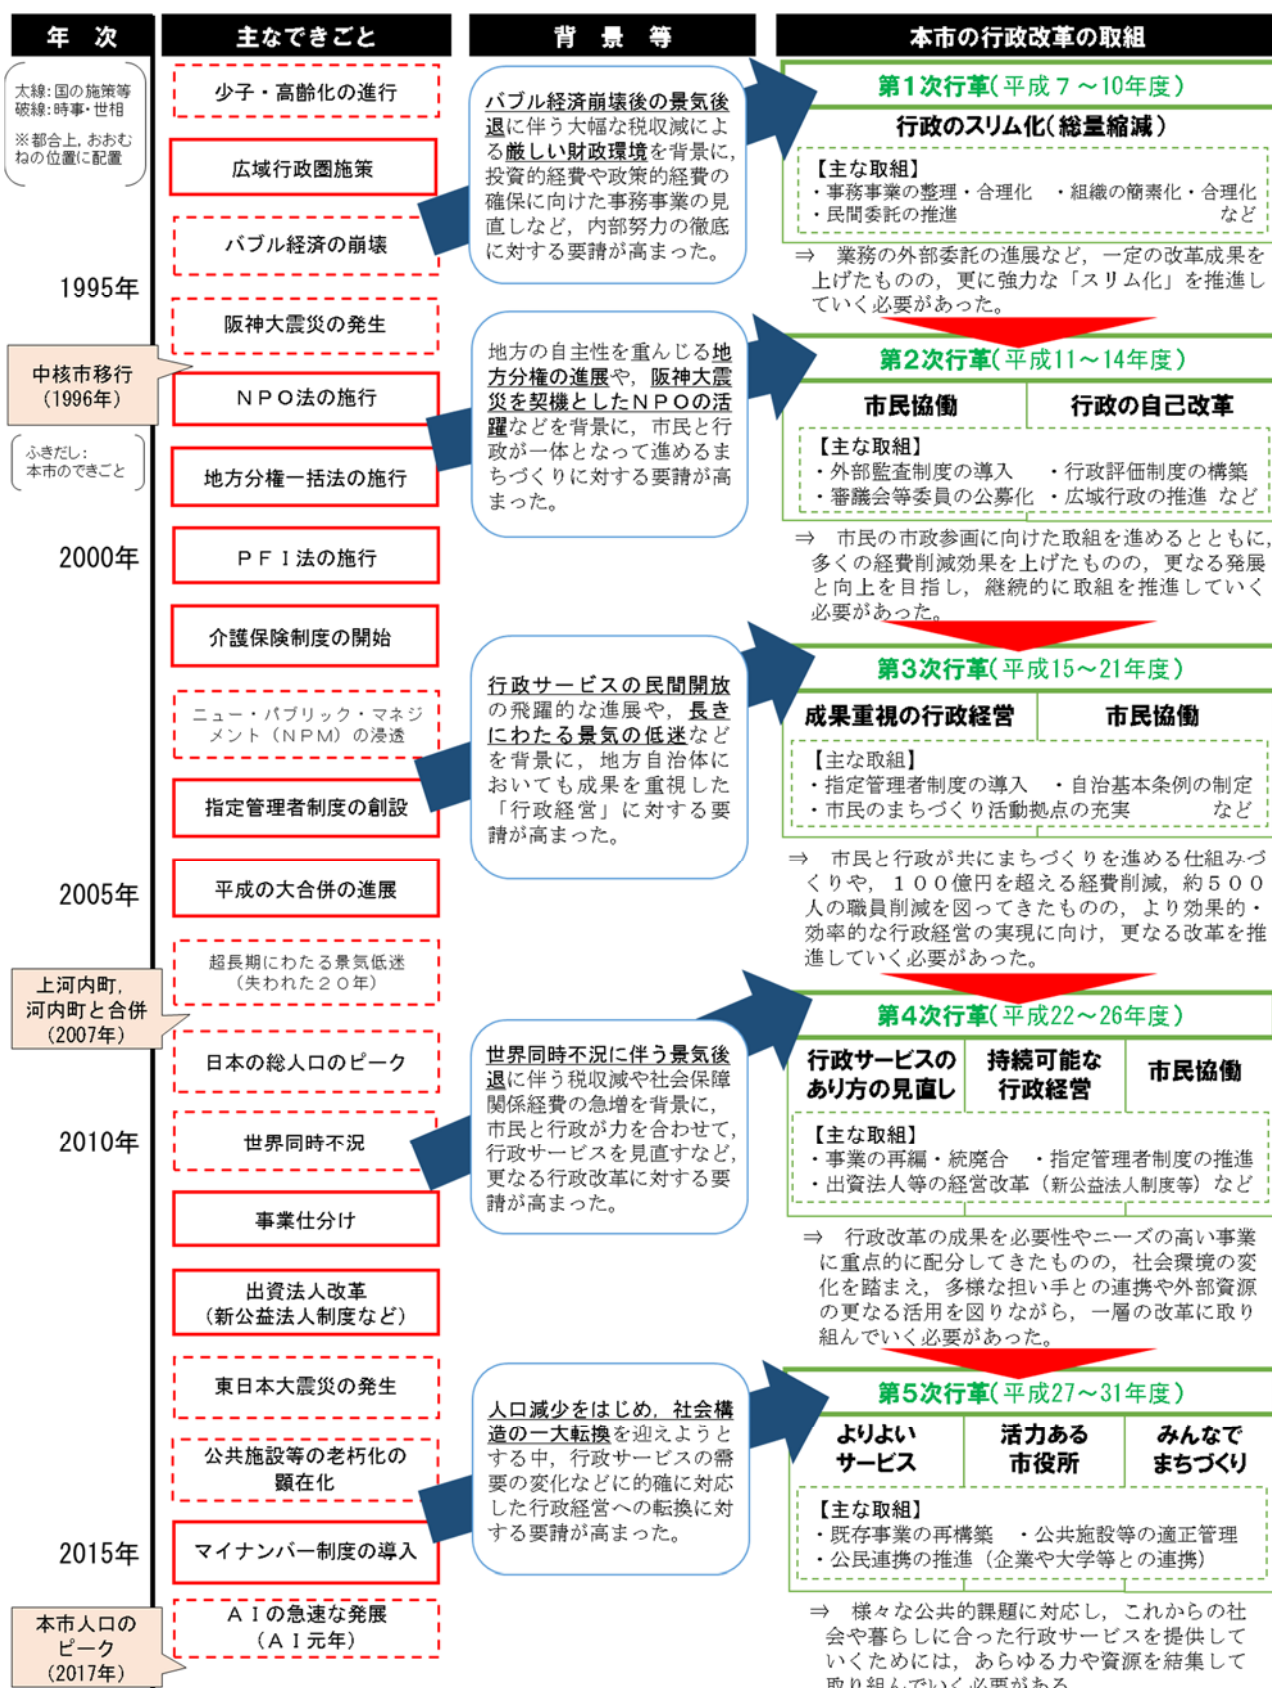 年 次
主なできごと
背 景 等
本市の行政改革の取組
太線：国の施策等
破線：時事・世相
※都合上，おおむ
ねの位置に配置
1995年
中核市移行
(1996年)
ふきだし：
本市のできごと
2000年
2005年
上河内町，
河内町と合併
(2007年)
2010年
2015年
本市人口の
ピーク
(2017年)
少子・高齢化の進行
広域行政圏施策
バブル経済の崩壊
阪神大震災の発生
ＮＰＯ法の施行
地方分権一括法の施行
ＰＦＩ法の施行
介護保険制度の開始
ニュー・パブリック・マネジ
メント（ＮＰＭ）の浸透
指定管理者制度の創設
平成の大合併の進展
超長期にわたる景気低迷
(失われた２０年)
日本の総人口のピーク
世界同時不況
事業仕分け
出資法人改革
(新公益法人制度など)
東日本大震災の発生
公共施設等の老朽化の
顕在化
マイナンバー制度の導入
ＡＩの急速な発展
(ＡＩ元年)
バブル経済崩壊後の景気後
退に伴う大幅な税収減によ
る厳しい財政環境を背景に，
投資的経費や政策的経費の
確保に向けた事務事業の見
直しなど，内部努力の徹底
に対する要請が高まった。
地方の自主性を重んじる地
方分権の進展や，阪神大震
災を契機としたＮＰＯの活
躍などを背景に，市民と行
政が一体となって進めるま
ちづくりに対する要請が高
まった。
行政サービスの民間開放
の飛躍的な進展や，長き
にわたる景気の低迷など
を背景に，地方自治体に
おいても成果を重視した
「行政経営」に対する要
請が高まった。
世界同時不況に伴う景気後
退に伴う税収減や社会保障
関係経費の急増を背景に，
市民と行政が力を合わせて，
行政サービスを見直すなど，
更なる行政改革に対する要
請が高まった。
人口減少をはじめ，社会構
造の一大転換を迎えようと
する中，行政サービスの需
要の変化などに的確に対応
した行政経営への転換に対
する要請が高まった。
第1次行革(平成７～10年度)
行政のスリム化(総量縮減)
【主な取組】
・事務事業の整理・合理化 ・組織の簡素化・合理化
・民間委託の推進 など
⇒ 業務の外部委託の進展など，一定の改革成果を
上げたものの，更に強力な「スリム化」を推進し
ていく必要があった。
第2次行革(平成11～14年度)
市民協働 行政の自己改革
【主な取組】
・外部監査制度の導入 ・行政評価制度の構築
・審議会等委員の公募化 ・広域行政の推進 など
⇒ 市民の市政参画に向けた取組を進めるとともに，
多くの経費削減効果を上げたものの，更なる発展
と向上を目指し，継続的に取組を推進していく
必要があった。
第3次行革(平成15～21年度)
成果重視の行政経営 市民協働
【主な取組】
・指定管理者制度の導入 ・自治基本条例の制定
・市民のまちづくり活動拠点の充実 など
⇒ 市民と行政が共にまちづくりを進める仕組みづ
くりや，１００億円を超える経費削減，約５００
人の職員削減を図ってきたものの，より効果的・
効率的な行政経営の実現に向け，更なる改革を推
進していく必要があった。
第4次行革(平成22～26年度)
行政サービスの
あり方の見直し
持続可能な
行政経営
市民協働
【主な取組】
・事業の再編・統廃合 ・指定管理者制度の推進
・出資法人等の経営改革（新公益法人制度等）など
⇒ 行政改革の成果を必要性やニーズの高い事業
に重点的に配分してきたものの，社会環境の変
化を踏まえ，多様な担い手との連携や外部資源
の更なる活用を図りながら，一層の改革に取り
組んでいく必要があった。
第5次行革(平成27～31年度)
よりよい
サービス
活力ある
市役所
みんなで
まちづくり
【主な取組】
・既存事業の再構築 ・公共施設等の適正管理
・公民連携の推進（企業や大学等との連携）
⇒ 様々な公共的課題に対応し，これからの社
会や暮らしに合った行政サービスを提供して
いくためには，あらゆる力や資源を結集して
取り組んでいく必要がある